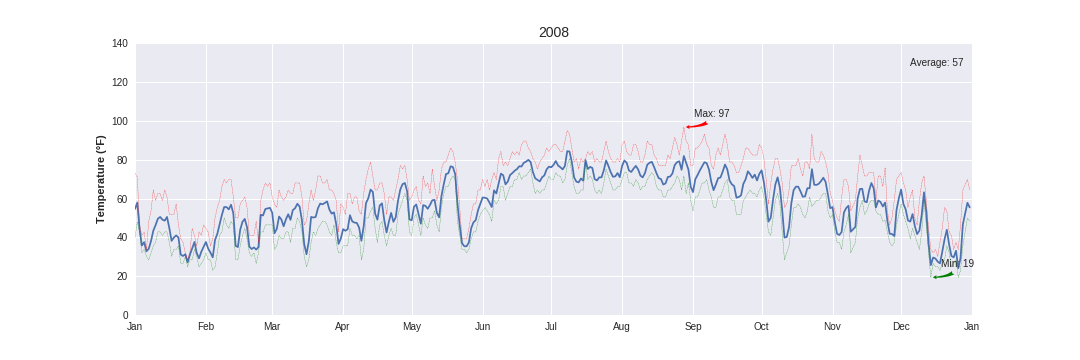 2008
140
Average: 57
120
Max: 97
100
80
60
40
20
0
Temperature (°F)
Min: 19
Jan Feb Mar Apr May Jun Jul Aug Sep Oct Nov Dec Jan